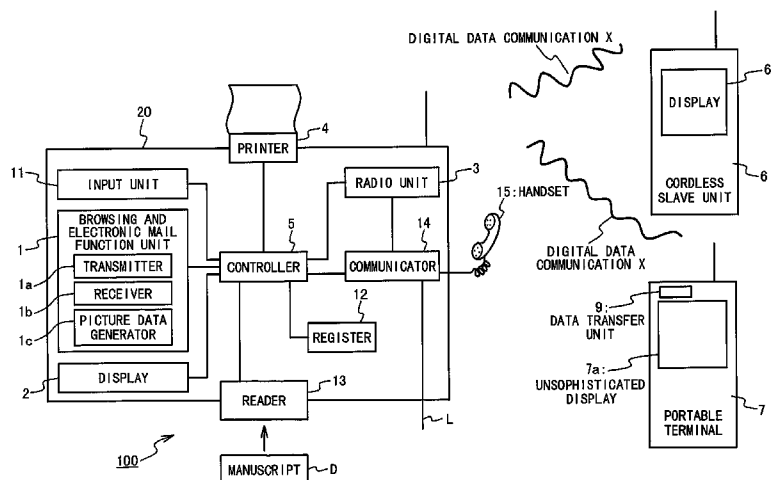 DIGITAL DATA COMMUNICATION X
6
DISPLAY
20
PRINTER
4
11
INPUT UNIT
RADIO UNIT
3
15:HANDSET
6
CORDLESS
SLAVE UNIT
BROWSING AND
ELECTRONIC MAIL
FUNCTION UNIT
1
5
14
1a
TRANSMITTER
CONTROLLER
COMMUNICATOR
DIGITAL DATA
COMMUNICATION X
1b
RECEIVER
12
9:
DATA TRANSFER
UNIT
1c
PICTURE DATA
GENERATOR
REGISTER
7a:
UNSOPHISTICATED
DISPLAY
2
DISPLAY
13
READER
L
PORTABLE
TERMINAL
7
100
MANUSCRIPT
D